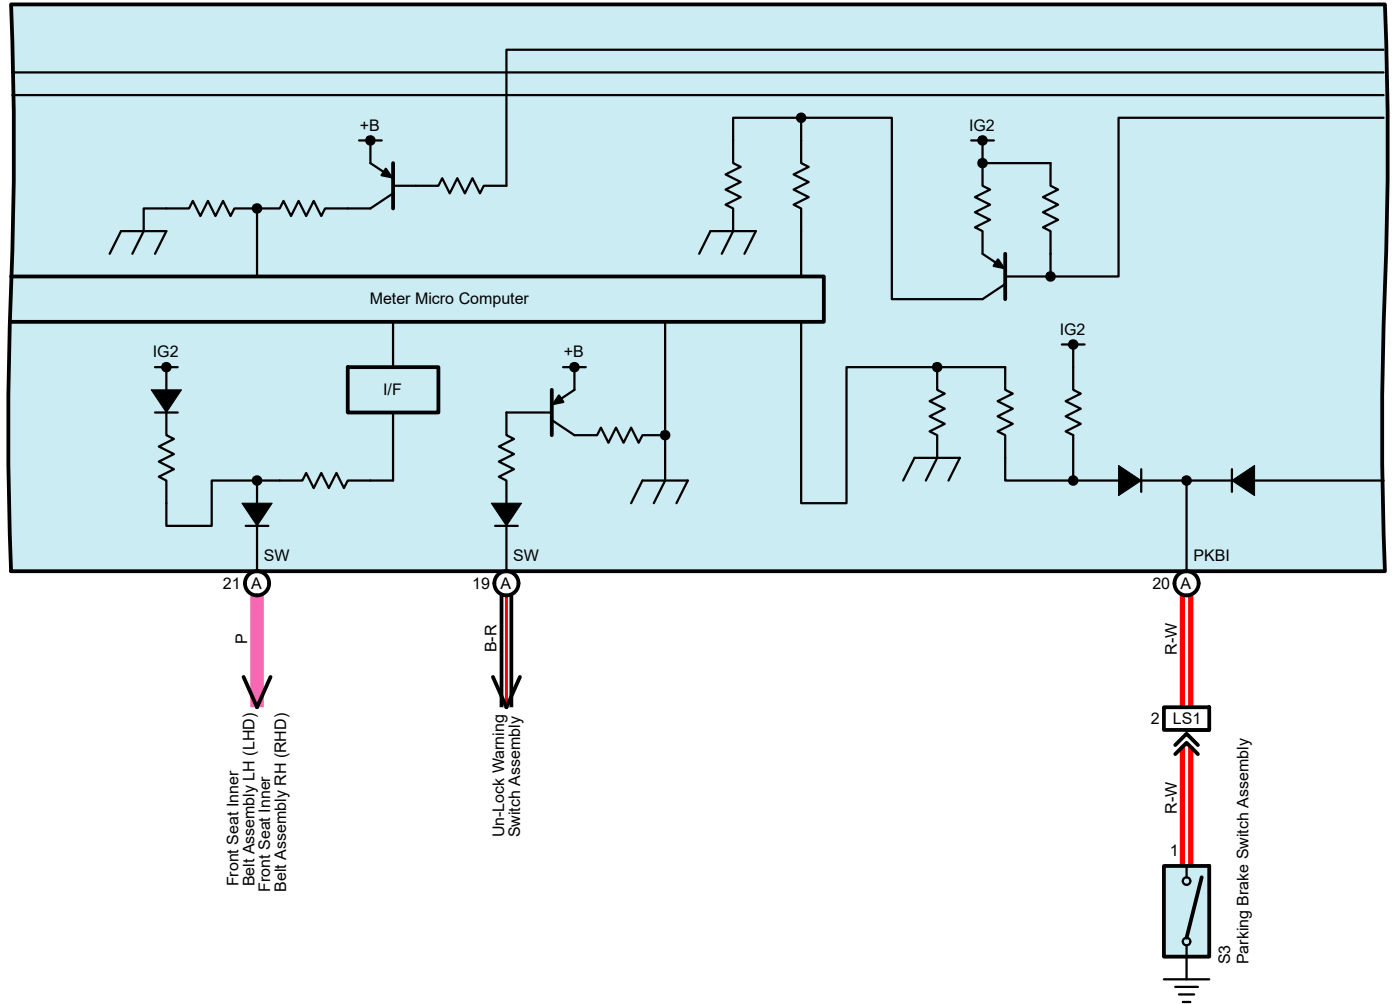 +B
IG2
Meter Micro Computer
IG2
I/F
+B
IG2
SW
SW
PKBI
21
A
19
A
20
A
P
B-R
R-W
Front Seat Inner
Belt Assembly LH (LHD)
Front Seat Inner
Belt Assembly RH (RHD)
Un-Lock Warning
Switch Assembly
2
LS1
R-W
1
S3
Parking Brake Switch Assembly